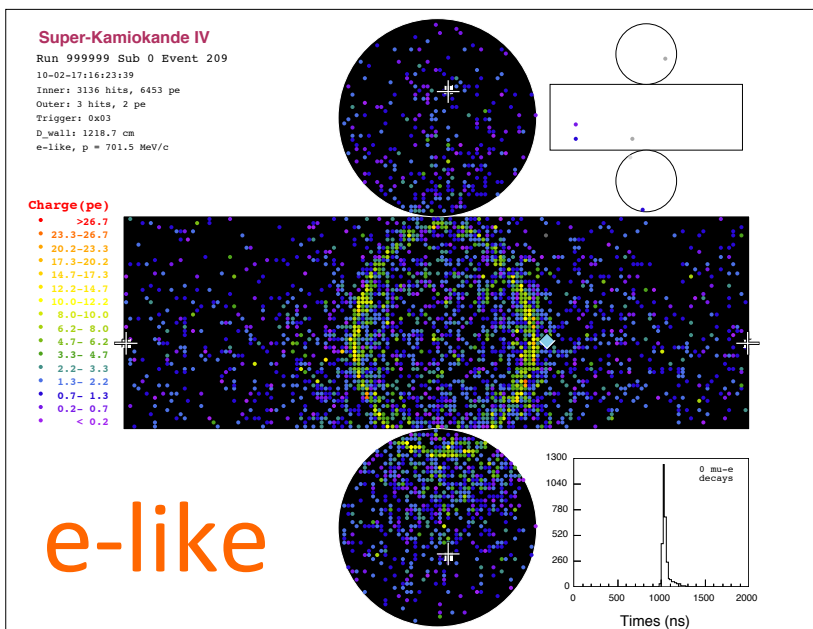 Super-Kamiokande IV
Run 999999 Sub 0 Event 209
10-02-17:16:23:39
Inner: 3136 hits, 6453 pe
Outer: 3 hits, 2 pe
Trigger: 0x03
D_wall: 1218.7 cm
e-like, p = 701.5 MeV/c
Charge(pe)
>26.7
23.3-26.7
20.2-23.3
17.3-20.2
14.7-17.3
12.2-14.7
10.0-12.2
8.0-10.0
6.2- 8.0
4.7- 6.2
3.3- 4.7
2.2- 3.3
1.3- 2.2
0.7- 1.3
0.2- 0.7
< 0.2
e-like
0 mu-e
decays
1300
1040
780
520
260
0
0 500 1000 1500 2000
Times (ns)